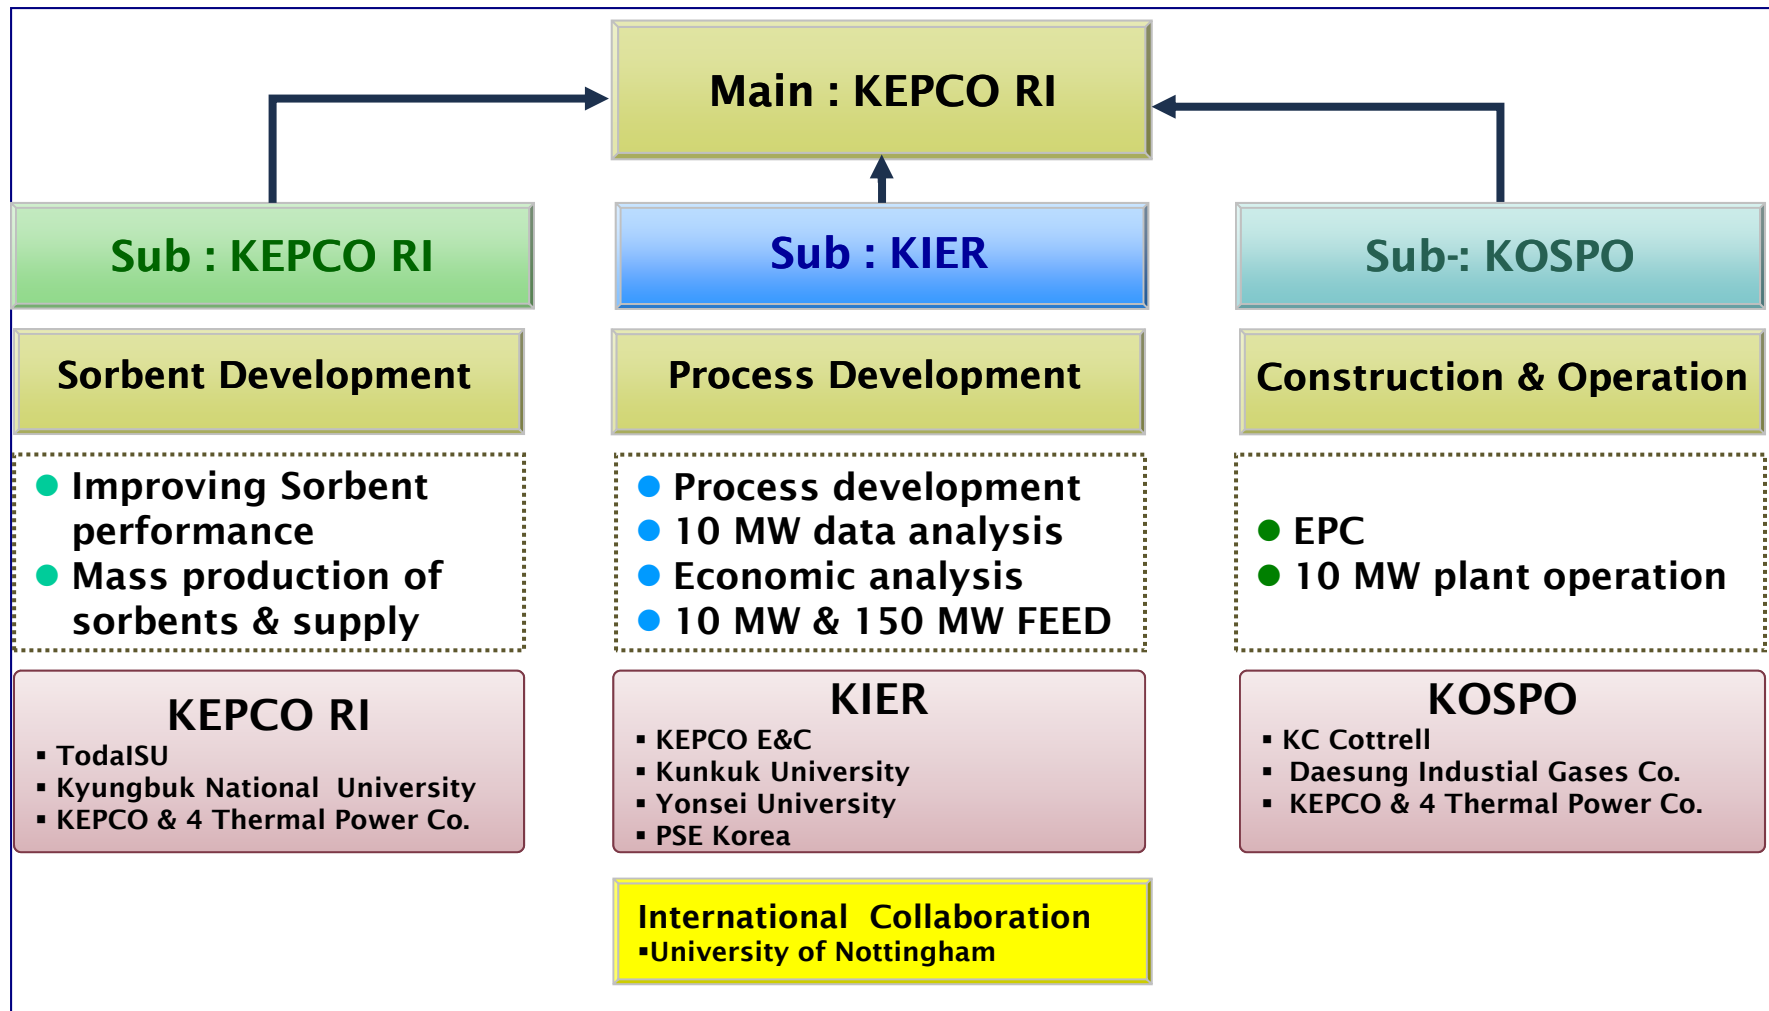 Main : KEPCO RI
Sub : KEPCO RI
Sub : KIER
Sub-: KOSPO
Sorbent Development
Process Development
Construction & Operation
● Improving Sorbent
performance
● Mass production of
sorbents & supply
● Process development
● 10 MW data analysis
● Economic analysis
● 10 MW & 150 MW FEED
● EPC
● 10 MW plant operation
KEPCO RI
▪ TodaISU
▪ Kyungbuk National University
▪ KEPCO & 4 Thermal Power Co.
KIER
▪ KEPCO E&C
▪ Kunkuk University
▪ Yonsei University
▪ PSE Korea
KOSPO
▪ KC Cottrell
▪ Daesung Industial Gases Co.
▪ KEPCO & 4 Thermal Power Co.
International Collaboration
▪University of Nottingham